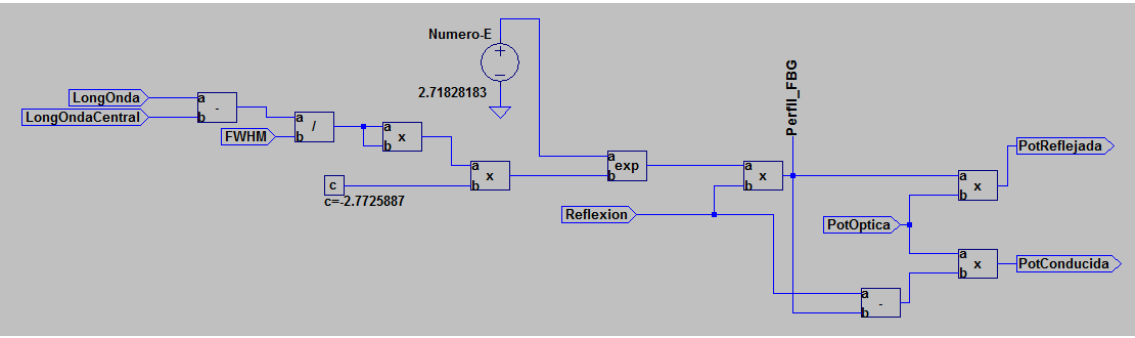 Numero-E
2.71828183
LongOnda
LongOndaCentral
a
b
-
FWHM
a
b
/
a
b
x
c
c=-2.7725887
a
b
x
a
b
exp
Reflexion
a
b
x
Perfil_FBG
PotOptica
a
b
x
PotReflejada
a
b
x
PotConducida
a
b
-